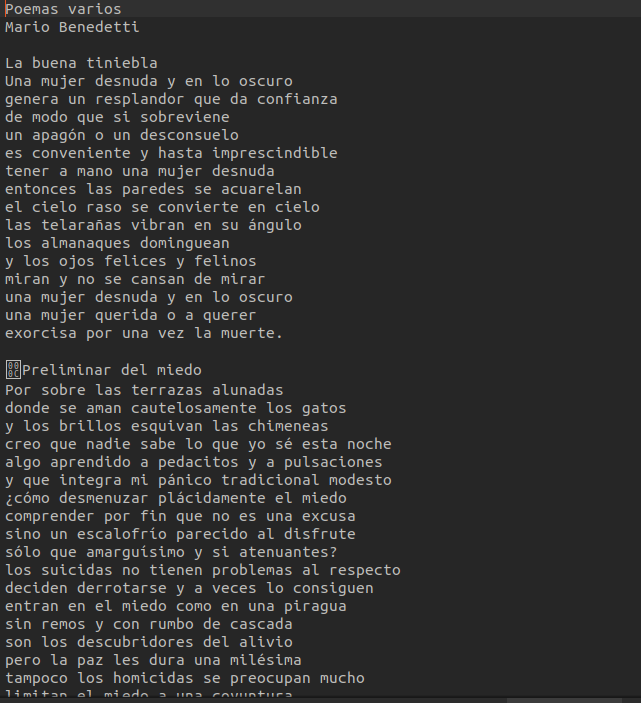 Poemas varios
Mario Benedetti
La buena tiniebla
Una mujer desnuda y en lo oscuro
genera un resplandor que da confianza
de modo que si sobreviene
un apagón o un desconsuelo
es conveniente y hasta imprescindible
tener a mano una mujer desnuda
entonces las paredes se acuarelan
el cielo raso se convierte en cielo
las telarañas vibran en su ángulo
los almanaques dominguean
y los ojos felices y felinos
miran y no se cansan de mirar
una mujer desnuda y en lo oscuro
una mujer querida o a querer
exorcisa por una vez la muerte.
Preliminar del miedo
Por sobre las terrazas alunadas
donde se aman cautelosamente los gatos
y los brillos esquivan las chimeneas
creo que nadie sabe lo que yo sé esta noche
algo aprendido a pedacitos y a pulsaciones
y que integra mi pánico tradicional modesto
¿cómo desmenuzar plácidamente el miedo
comprender por fin que no es una excusa
sino un escalofrío parecido al disfrute
sólo que amarguísimo y si atenuantes?
los suicidas no tienen problemas al respecto
deciden derrotarse y a veces lo consiguen
entran en el miedo como en una piragua
sin remos y con rumbo de cascada
son los descubridores del alivio
pero la paz les dura una milésima
tampoco los homicidas se preocupan mucho
limitan el miedo a una coyuntura